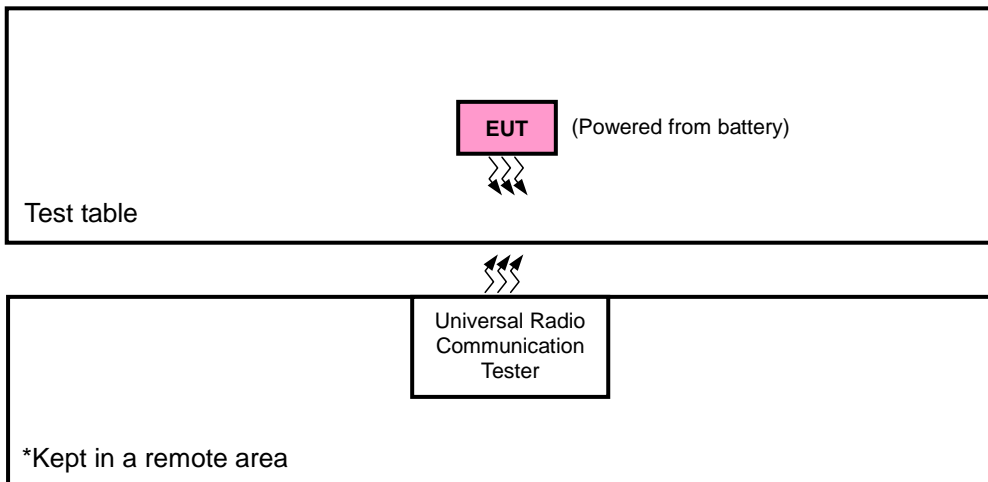 EUT
(Powered from battery)
Test table
Universal Radio
Communication
Tester
*Kept in a remote area